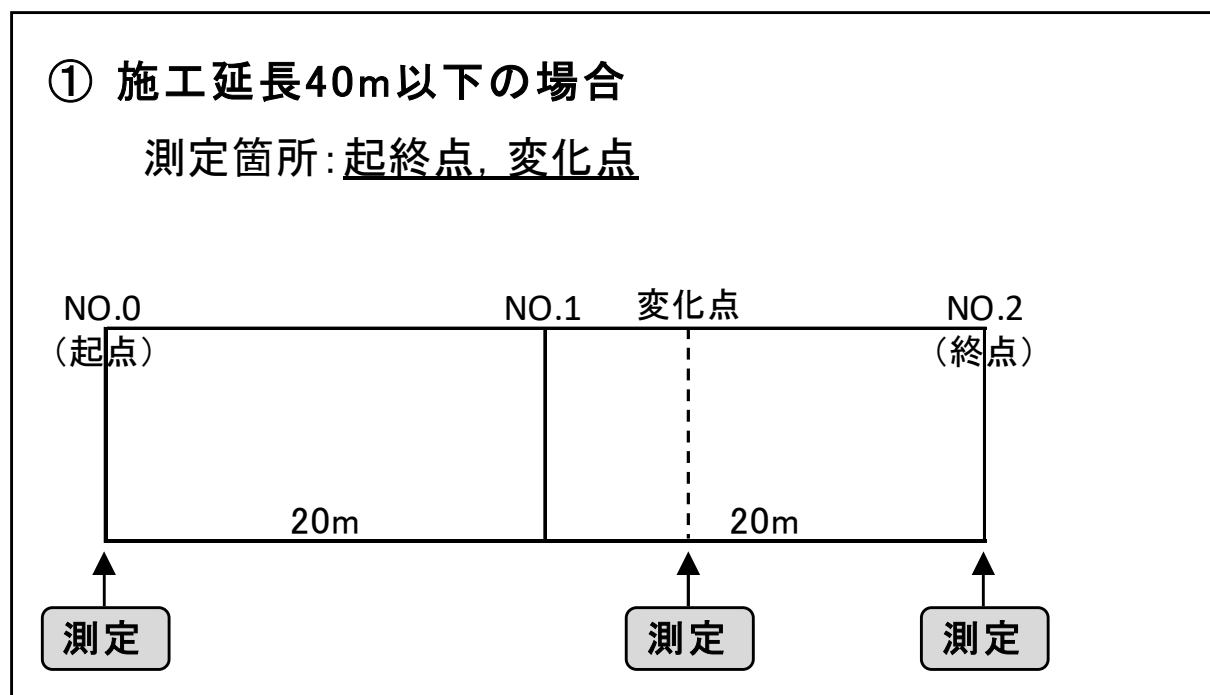 ① 施工延長40m以下の場合
測定箇所:起終点，変化点
NO.0
（起点）
NO.1
変化点
NO.2
（終点）
20m
20m
測定
測定
測定